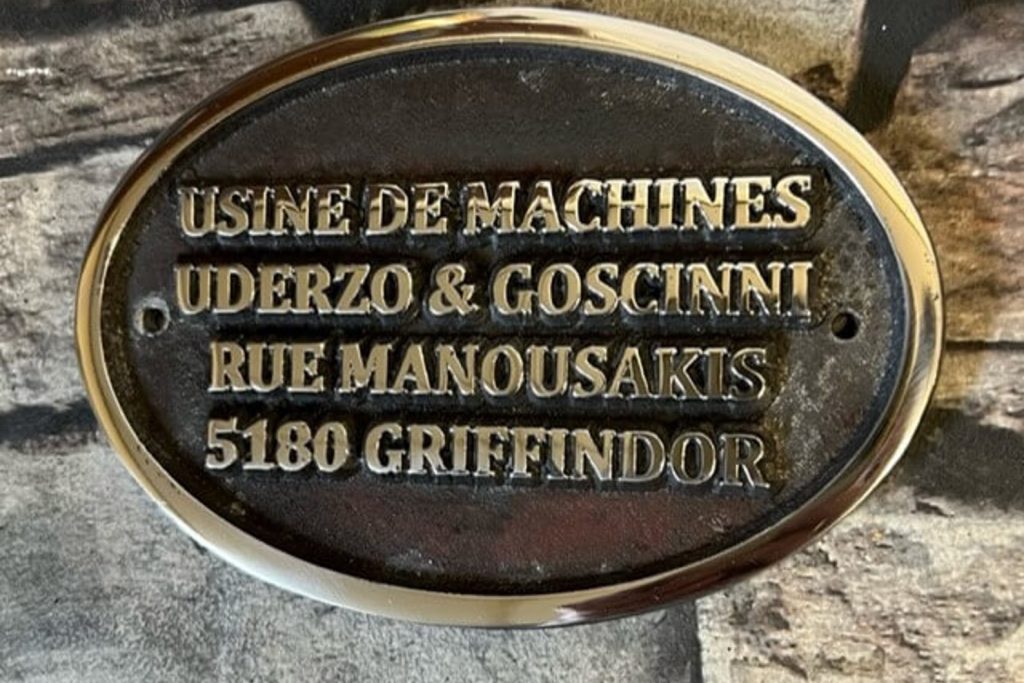 USINE DE MACHINES
UDERZO & GOSCINNI
RUE MANOUSAKIS
5180 GRIFFINDOR